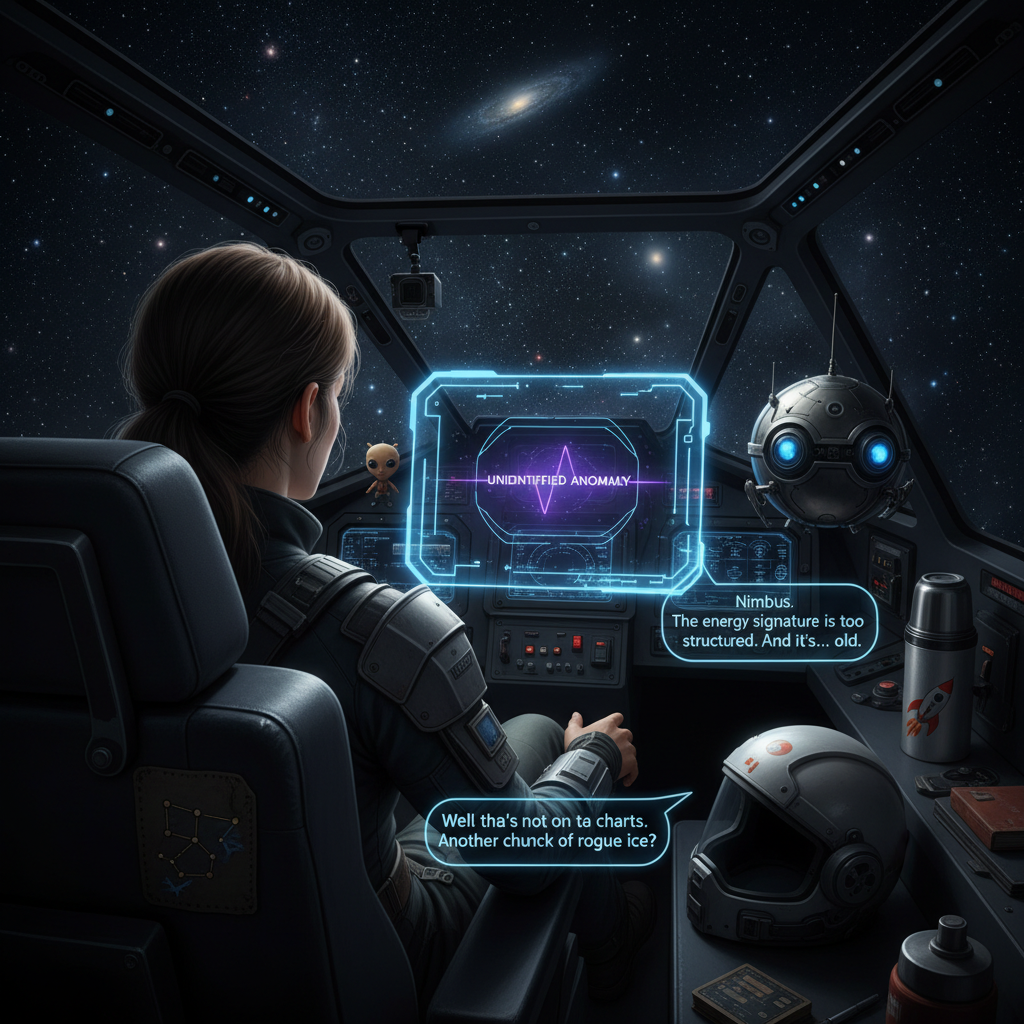 UNIDNTIFFIED ANOMALY
Nimbus.
The energy signature is too
structured. And it's... old.
Well tha's not on ta charts.
Another chunck of rogue ice?